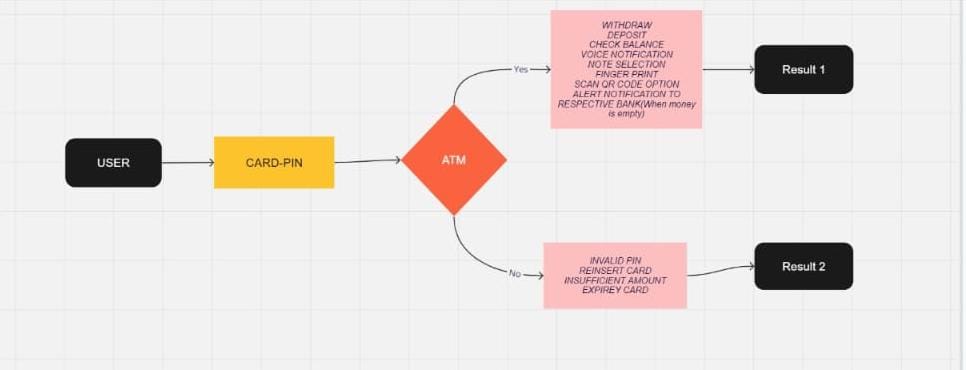 USER
CARD-PIN
ATM
Yes
WITHDRAW
DEPOSIT
CHECK BALANCE
VOICE NOTIFICATION
NOTE SELECTION
FINGER PRINT
SCAN QR CODE OPTION
ALERT NOTIFICATION TO
RESPECTIVE BANK(When money
is empty)
Result 1
No
INVALID PIN
REINSERT CARD
INSUFFICIENT AMOUNT
EXPIREY CARD
Result 2